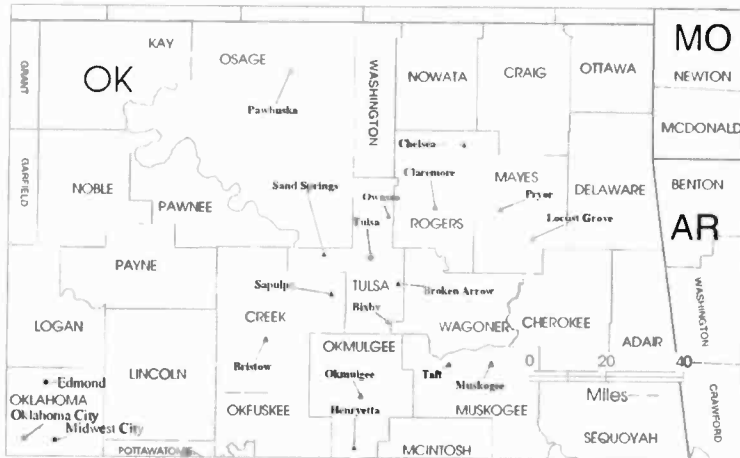 MO
KAY
OSAGE
OK
GRANT
WASHINGTON
NOWATA
CRAIG
OTTAWA
NEWTON
Pawhuska
MCDONALD
Chelsea
GARFIELD
NOBLE
PAWNEE
Sand Springs
Claremore
MAYES
DELAWARE
BENTON
Pryor
Tulsa
ROGERS
Locust Grove
AR
PAYNE
Sapulpa
TULSA
Broken Arrow
Bixby
LOGAN
CREEK
WAGONER
CHEROKEE
WASHINGTON
ADAIR
Bristow
OKMULGEE
LINCOLN
0 20 40
Edmond
Okmulgee
Taft
Muskogee
Miles
OKLAHOMA
Oklahoma City
OKFUSKEE
Henryetta
MUSKOGEE
CRAWFORD
Midwest City
SEQUOYAH
MCINTOSH